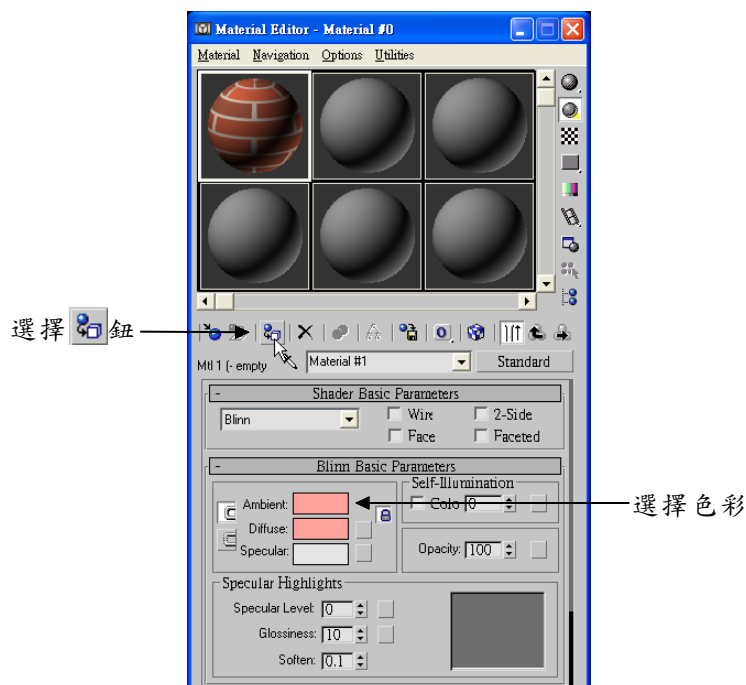 Material Editor - Material #0
Material Navigation Options Utilities
選擇 鈕
Mtl 1 (- empty
Material #1
Standard
- Shader Basic Parameters
Blinn
Wire
2-Side
Face
Faceted
- Blinn Basic Parameters
Self-Illumination
Ambient:
Colo 0
選擇色彩
Diffuse:
Specular:
Opacity: 100
Specular Highlights
Specular Level: 0
Glossiness: 10
Soften: 0.1